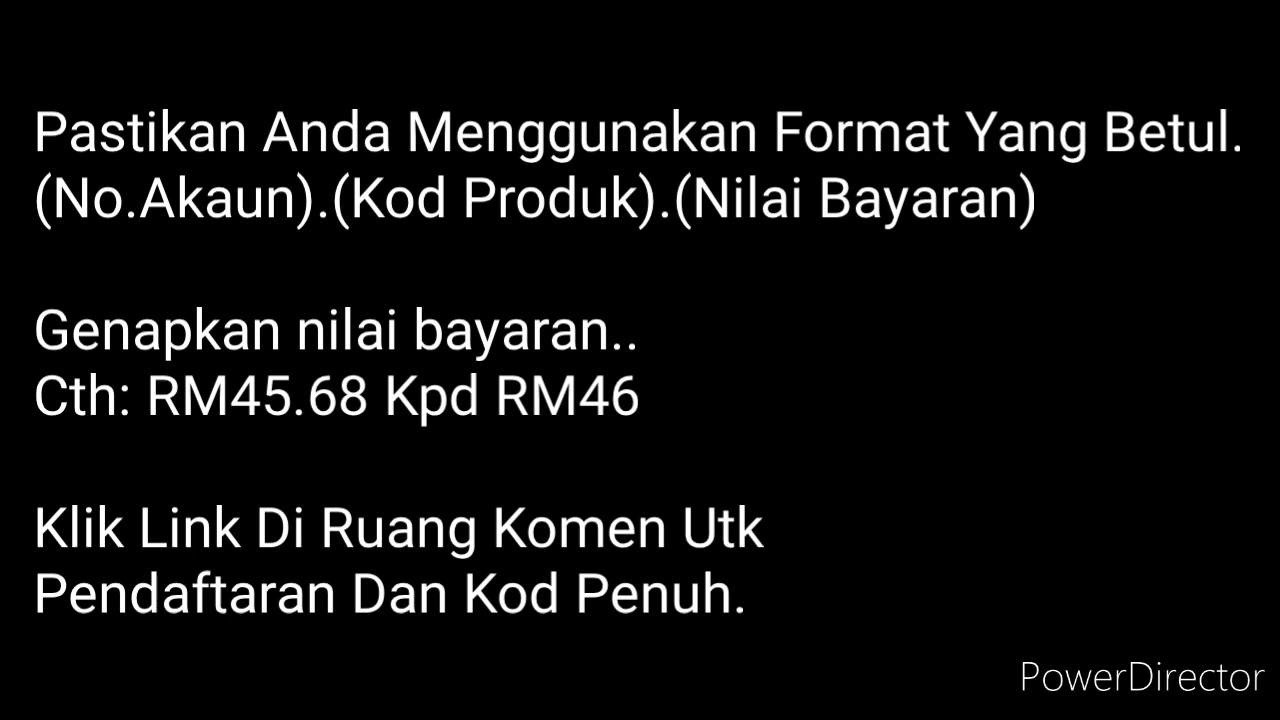 Pastikan Anda Menggunakan Format Yang Betul.
(No.Akaun).(Kod Produk).(Nilai Bayaran)
Genapkan nilai bayaran..
Cth: RM45.68 Kpd RM46
Klik Link Di Ruang Komen Utk
Pendaftaran Dan Kod Penuh.
PowerDirector